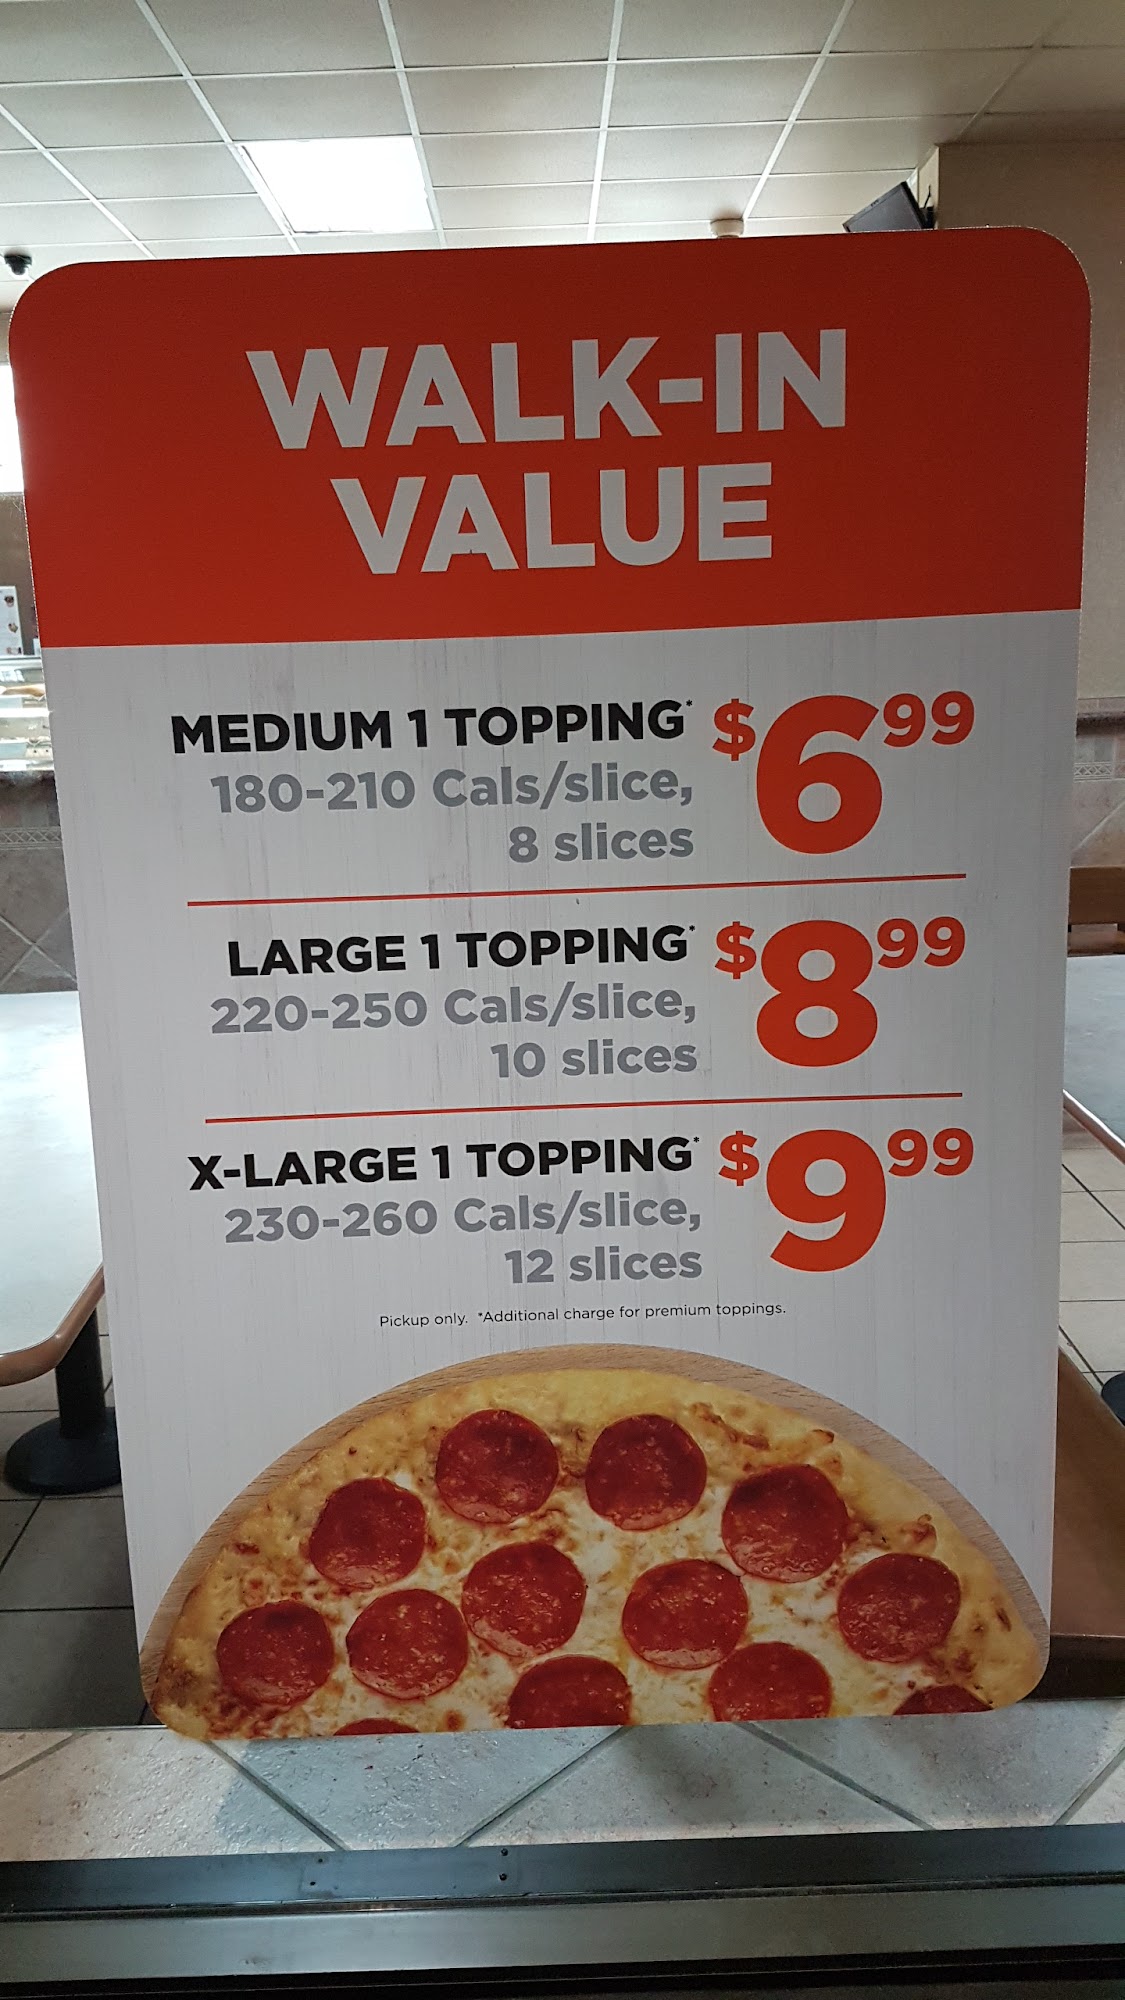 WALK-IN
VALUE
MEDIUM 1 TOPPING* $6.99
180-210 Cals/slice,
8 slices
LARGE 1 TOPPING* $8.99
220-250 Cals/slice,
10 slices
X-LARGE 1 TOPPING* $9.99
230-260 Cals/slice,
12 slices
Pickup only. *Additional charge for premium toppings.